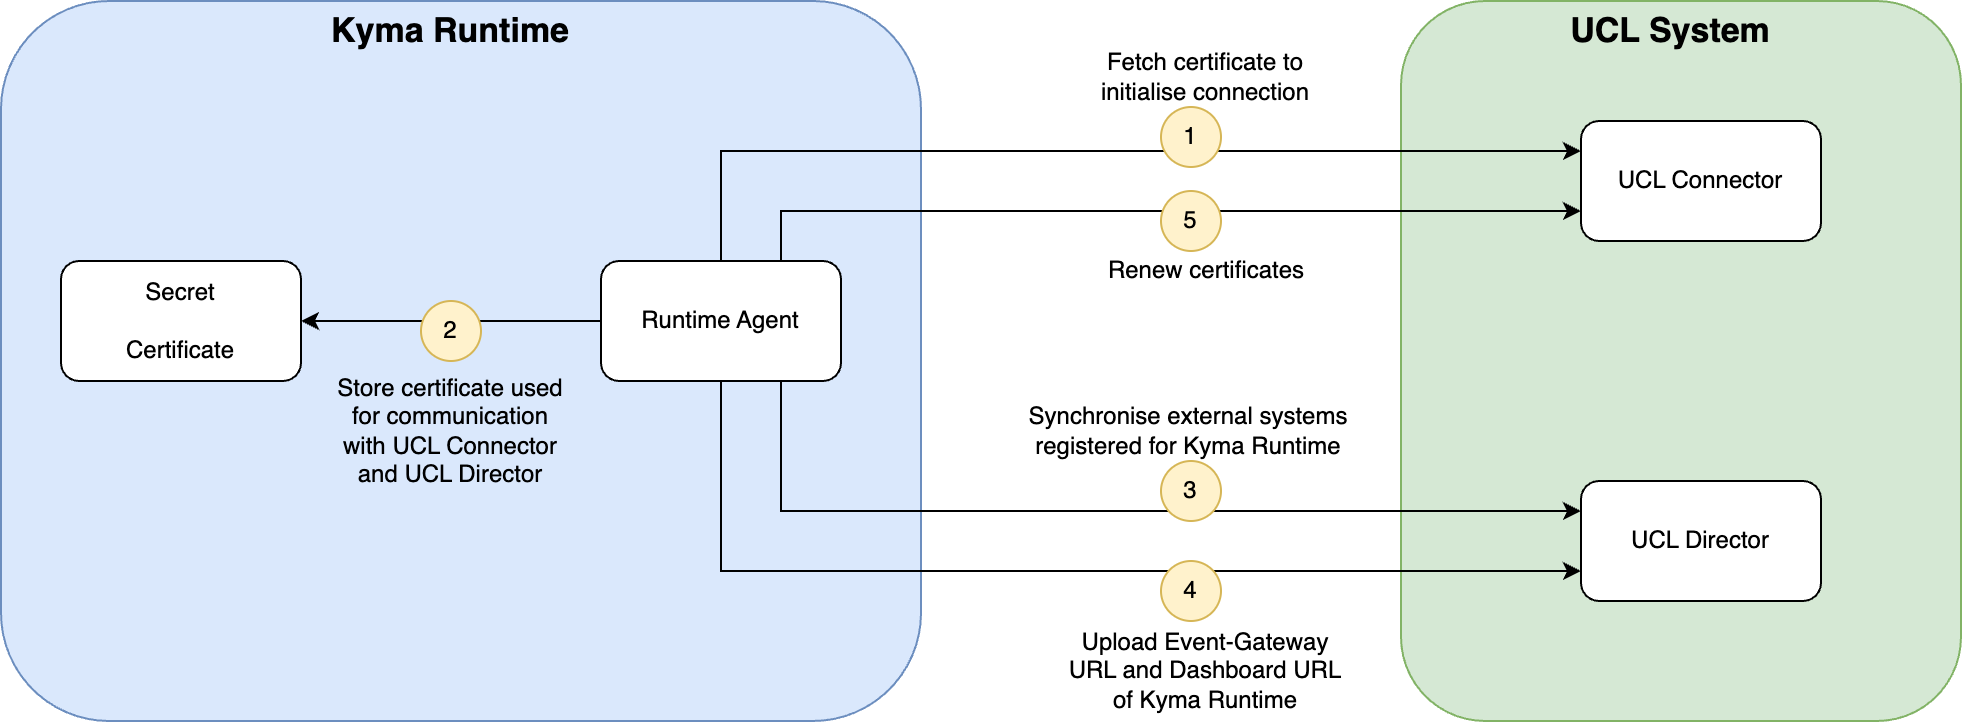 Kyma Runtime
UCL System
Fetch certificate to
initialise connection
1
UCL Connector
5
Renew certificates
Secret
Certificate
2
Runtime Agent
Store certificate used
for communication
with UCL Connector
and UCL Director
Synchronise external systems
registered for Kyma Runtime
3
UCL Director
4
Upload Event-Gateway
URL and Dashboard URL
of Kyma Runtime